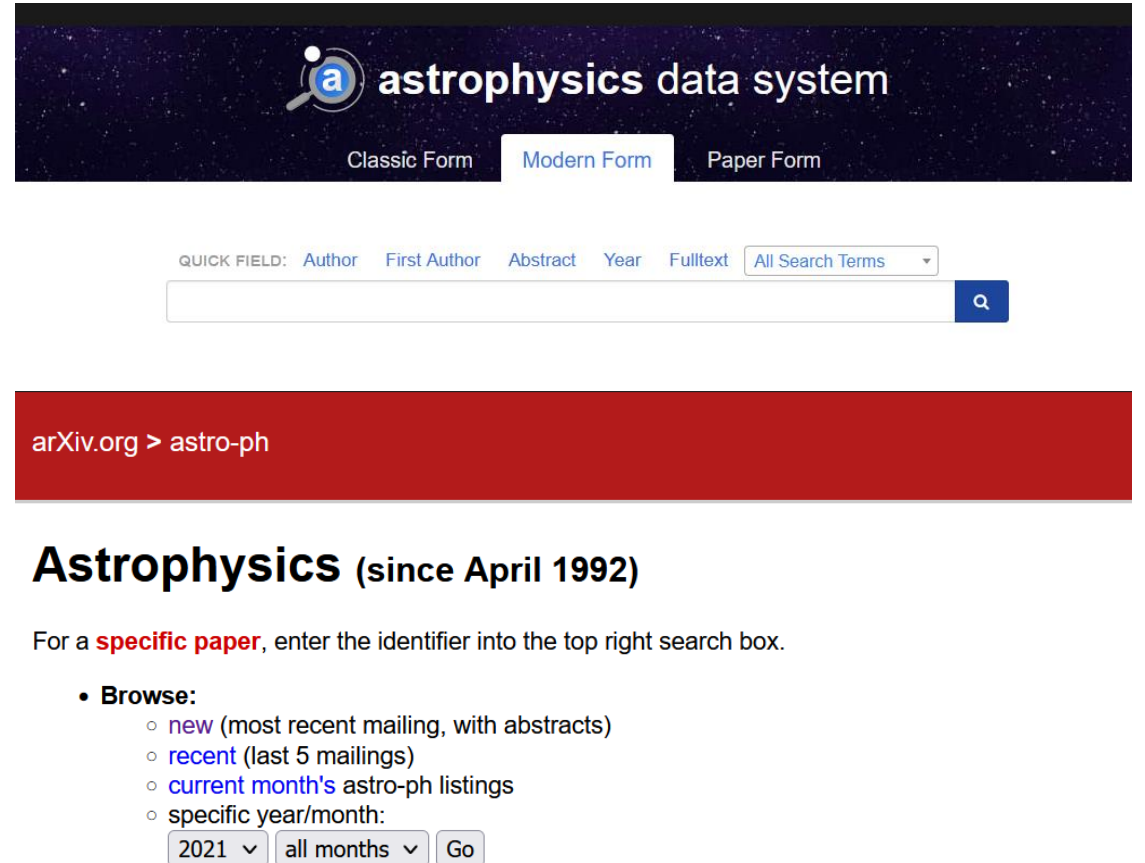 a astrophysics data system
Classic Form Modern Form Paper Form
QUICK FIELD: Author First Author Abstract Year Fulltext All Search Terms
arXiv.org > astro-ph
Astrophysics (since April 1992)
For a specific paper, enter the identifier into the top right search box.
• Browse:
○ new (most recent mailing, with abstracts)
○ recent (last 5 mailings)
○ current month's astro-ph listings
○ specific year/month:
2021 all months Go